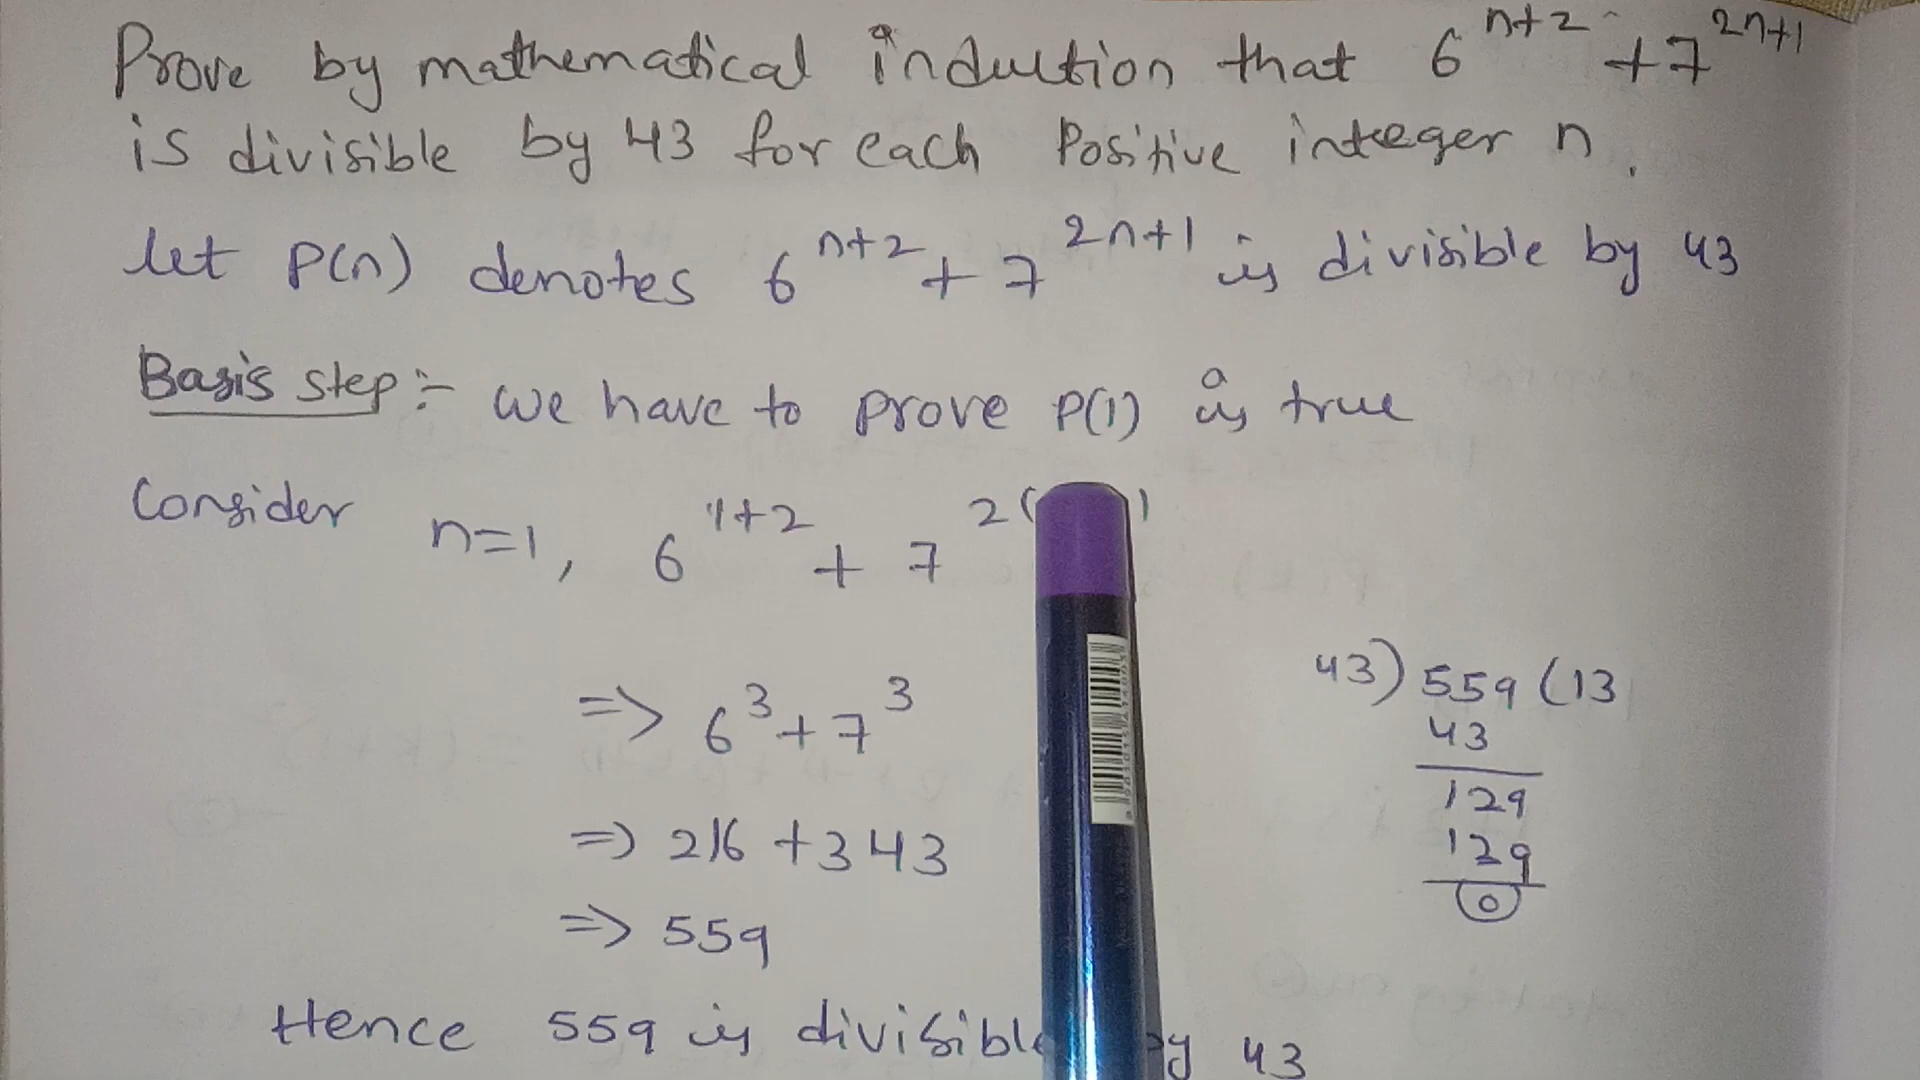 Prove by mathematical induction that 6^{n+2} + 7^{2n+1}
is divisible by 43 for each Positive integer n.
let P(n) denotes 6^{n+2} + 7^{2n+1} is divisible by 43
Basis step :- we have to prove P(1) is true
Consider n=1, 6^{1+2} + 7^{2(
=> 6^3 + 7^3
=> 216 + 343
=> 559
43) 559 (13
43
129
129
0
Hence 559 is divisible by 43